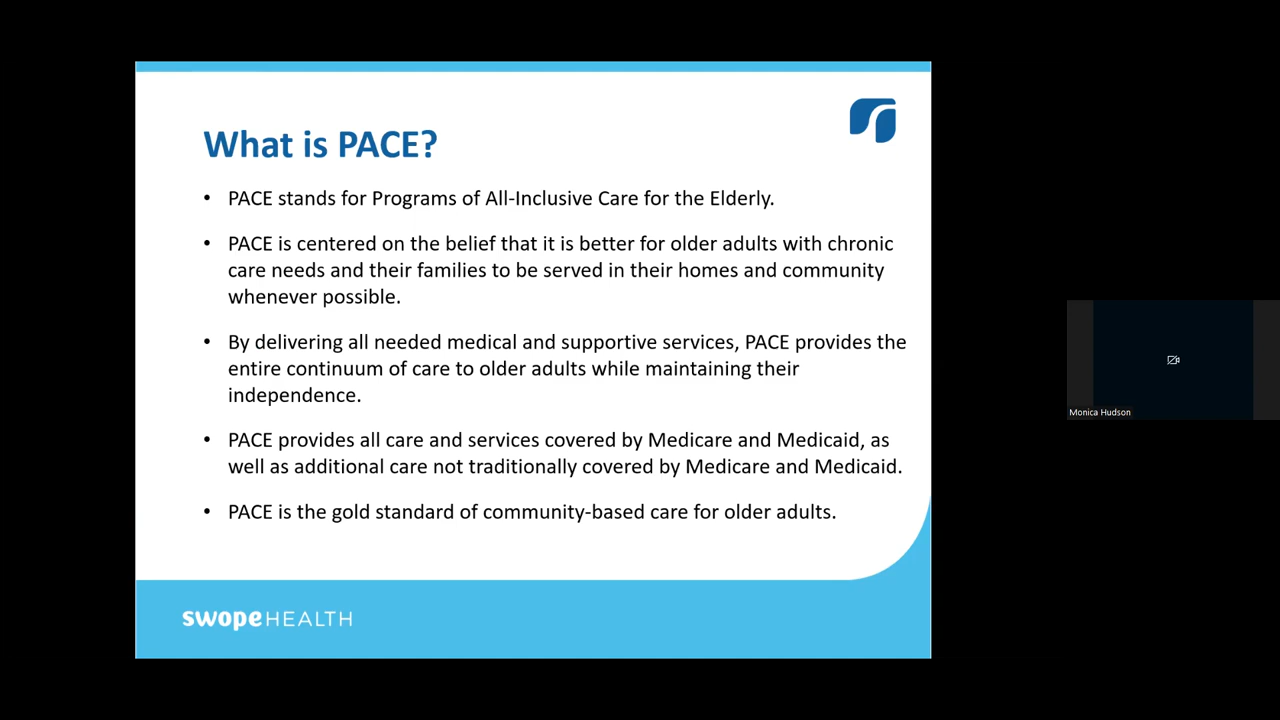 What is PACE?
• PACE stands for Programs of All-Inclusive Care for the Elderly.
• PACE is centered on the belief that it is better for older adults with chronic
care needs and their families to be served in their homes and community
whenever possible.
• By delivering all needed medical and supportive services, PACE provides the
entire continuum of care to older adults while maintaining their
independence.
• PACE provides all care and services covered by Medicare and Medicaid, as
well as additional care not traditionally covered by Medicare and Medicaid.
• PACE is the gold standard of community-based care for older adults.
swopeHEALTH
Monica Hudson